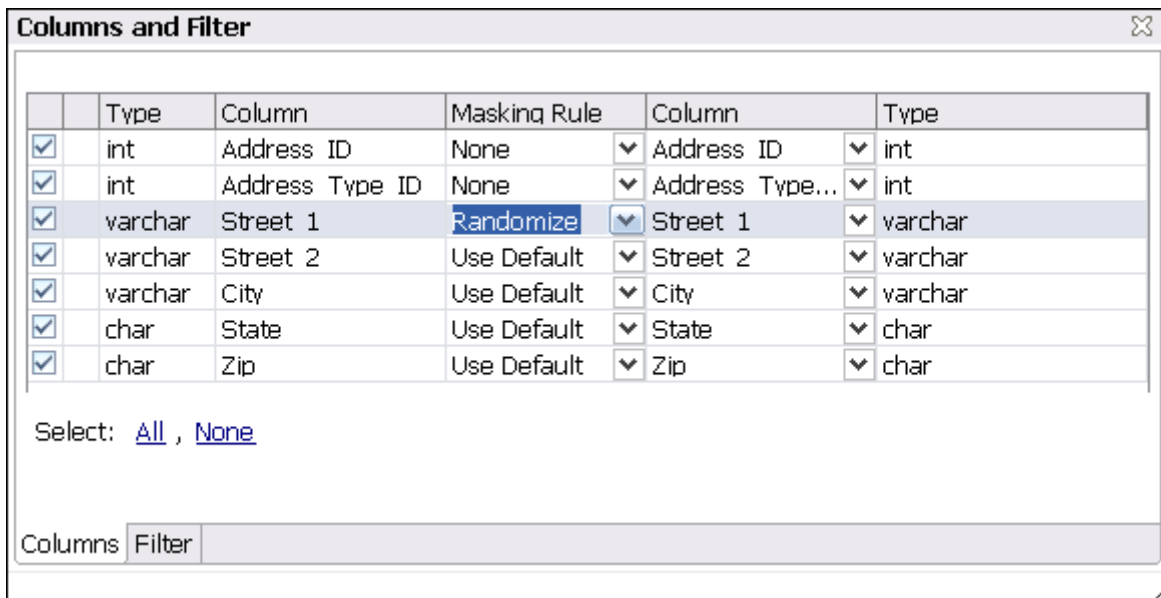 Columns and Filter
Type Column Masking Rule Column Type
int Address ID None Address ID int
int Address Type ID None Address Type... int
varchar Street 1 Randomize Street 1 varchar
varchar Street 2 Use Default Street 2 varchar
varchar City Use Default City varchar
char State Use Default State char
char Zip Use Default Zip char
Select: All , None
Columns Filter